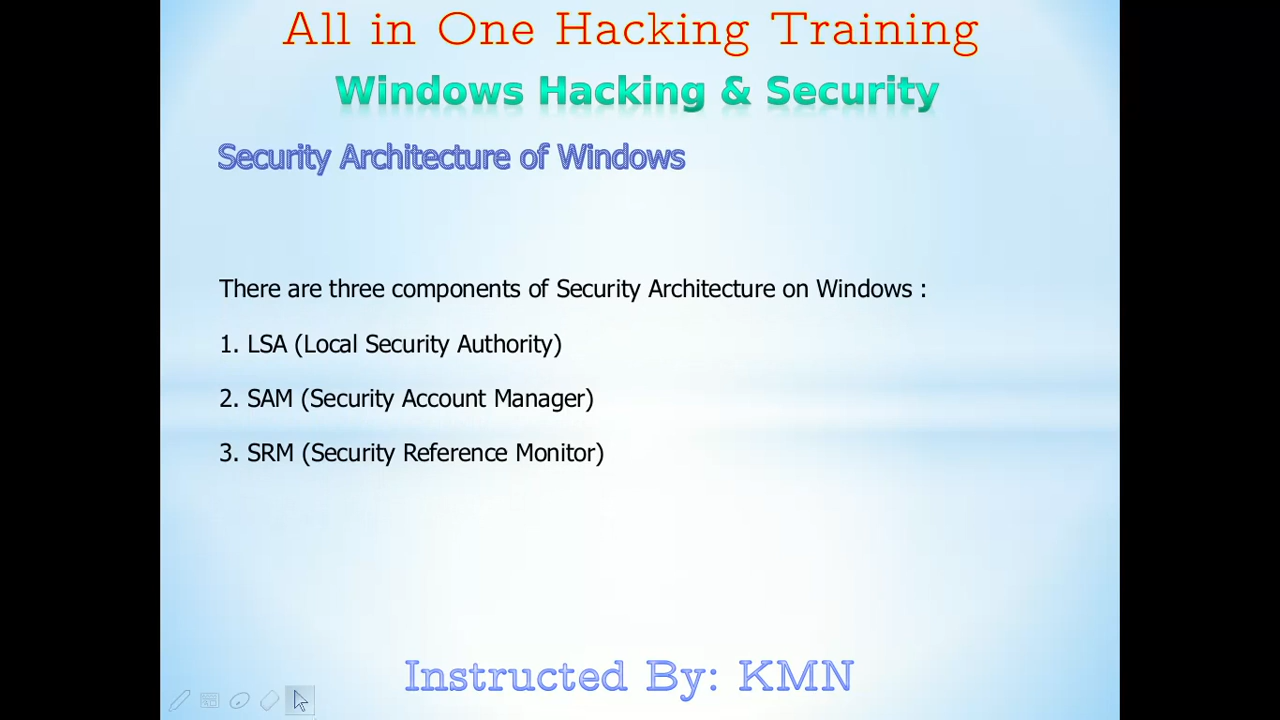 All in One Hacking Training
Windows Hacking & Security
Security Architecture of Windows
There are three components of Security Architecture on Windows :
1. LSA (Local Security Authority)
2. SAM (Security Account Manager)
3. SRM (Security Reference Monitor)
Instructed By: KMN